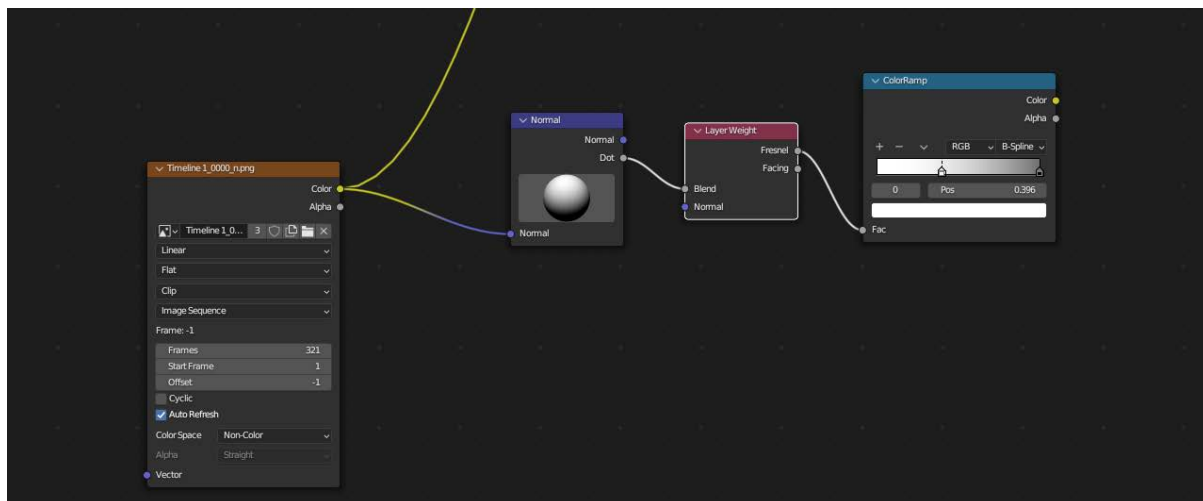 Timeline 1_0000_n.png
Color
Alpha
Timeline 1_0... 3
Linear
Flat
Clip
Image Sequence
Frame: -1
Frames 321
Start Frame 1
Offset -1
Cyclic
Auto Refresh
Color Space Non-Color
Alpha Straight
Vector
Normal
Normal
Dot
Normal
Layer Weight
Fresnel
Facing
Blend
Normal
ColorRamp
Color
Alpha
RGB B-Spline
0 Pos 0.396
Fac